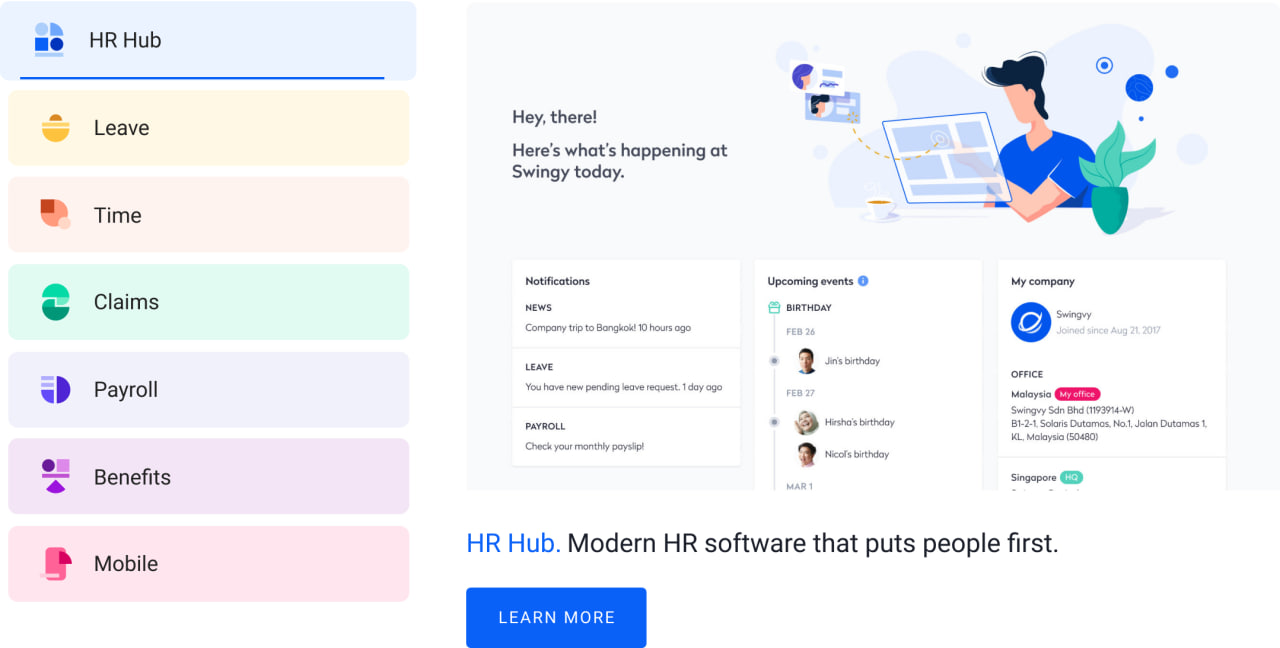 HR Hub
Leave
Time
Claims
Payroll
Benefits
Mobile
Hey, there!
Here's what's happening at
Swingy today.
Notifications
NEWS
Company trip to Bangkok! 10 hours ago
LEAVE
You have new pending leave request. 1 day ago
PAYROLL
Check your monthly payslip!
Upcoming events
BIRTHDAY
FEB 26
Jin's birthday
FEB 27
Hirsha's birthday
Nicol's birthday
MAR 1
My company
Swingvy
Joined since Aug 21, 2017
OFFICE
Malaysia My office
Swingvy Sdn Bhd (1193914-W)
B1-2-1, Solaris Dutamas, No.1, Jalan Dutamas 1,
KL, Malaysia (50480)
Singapore HQ
HR Hub. Modern HR software that puts people first.
LEARN MORE